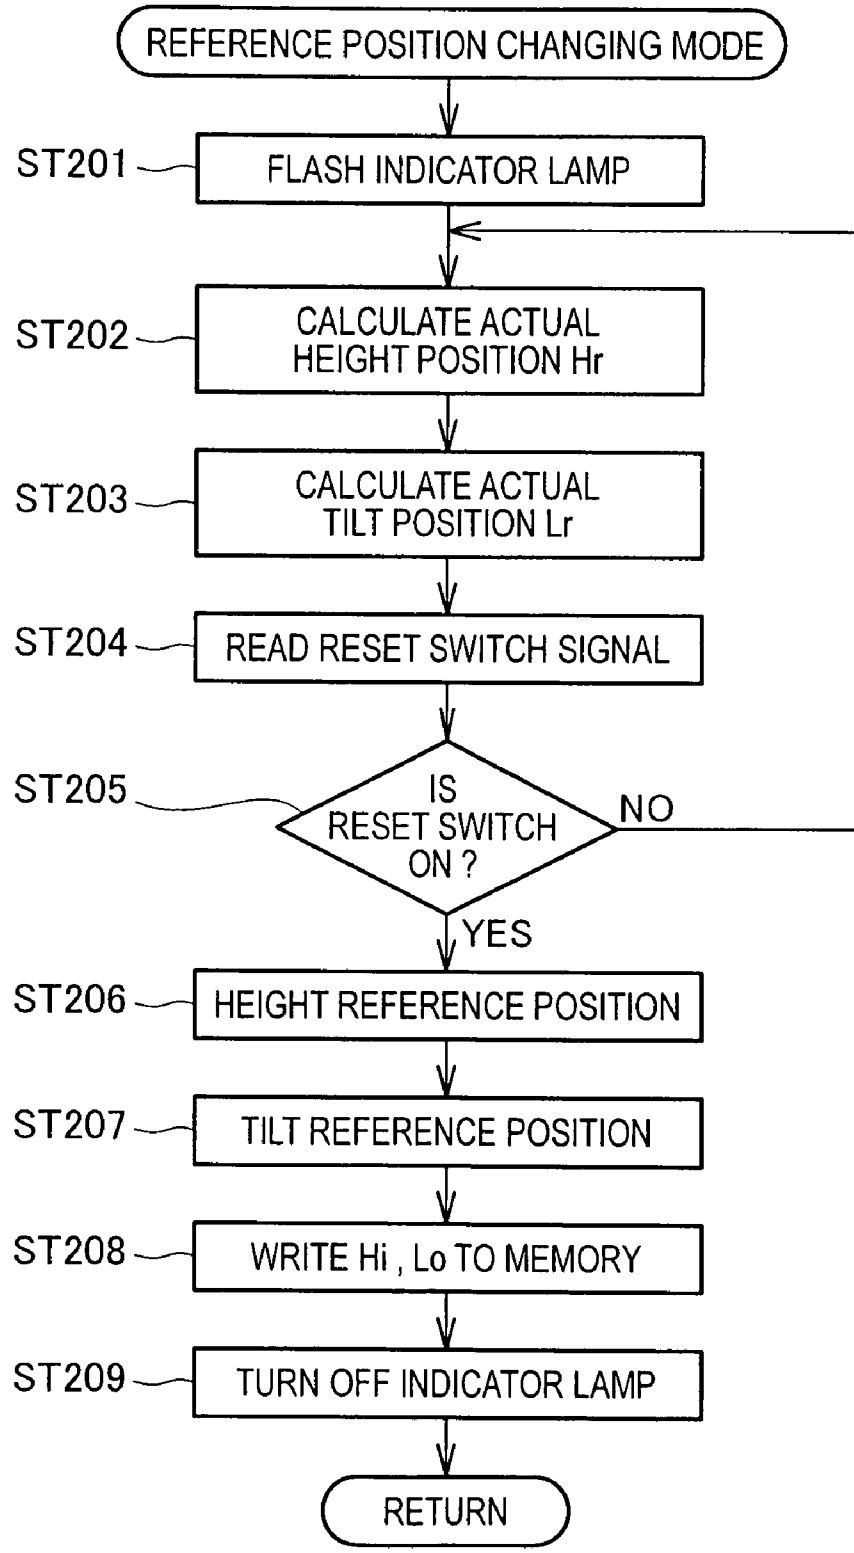 REFERENCE POSITION CHANGING MODE
ST201
FLASH INDICATOR LAMP
ST202
CALCULATE ACTUAL
HEIGHT POSITION Hr
ST203
CALCULATE ACTUAL
TILT POSITION Lr
ST204
READ RESET SWITCH SIGNAL
ST205
IS
RESET SWITCH
ON ?
NO
YES
ST206
HEIGHT REFERENCE POSITION
ST207
TILT REFERENCE POSITION
ST208
WRITE Hi , Lo TO MEMORY
ST209
TURN OFF INDICATOR LAMP
RETURN